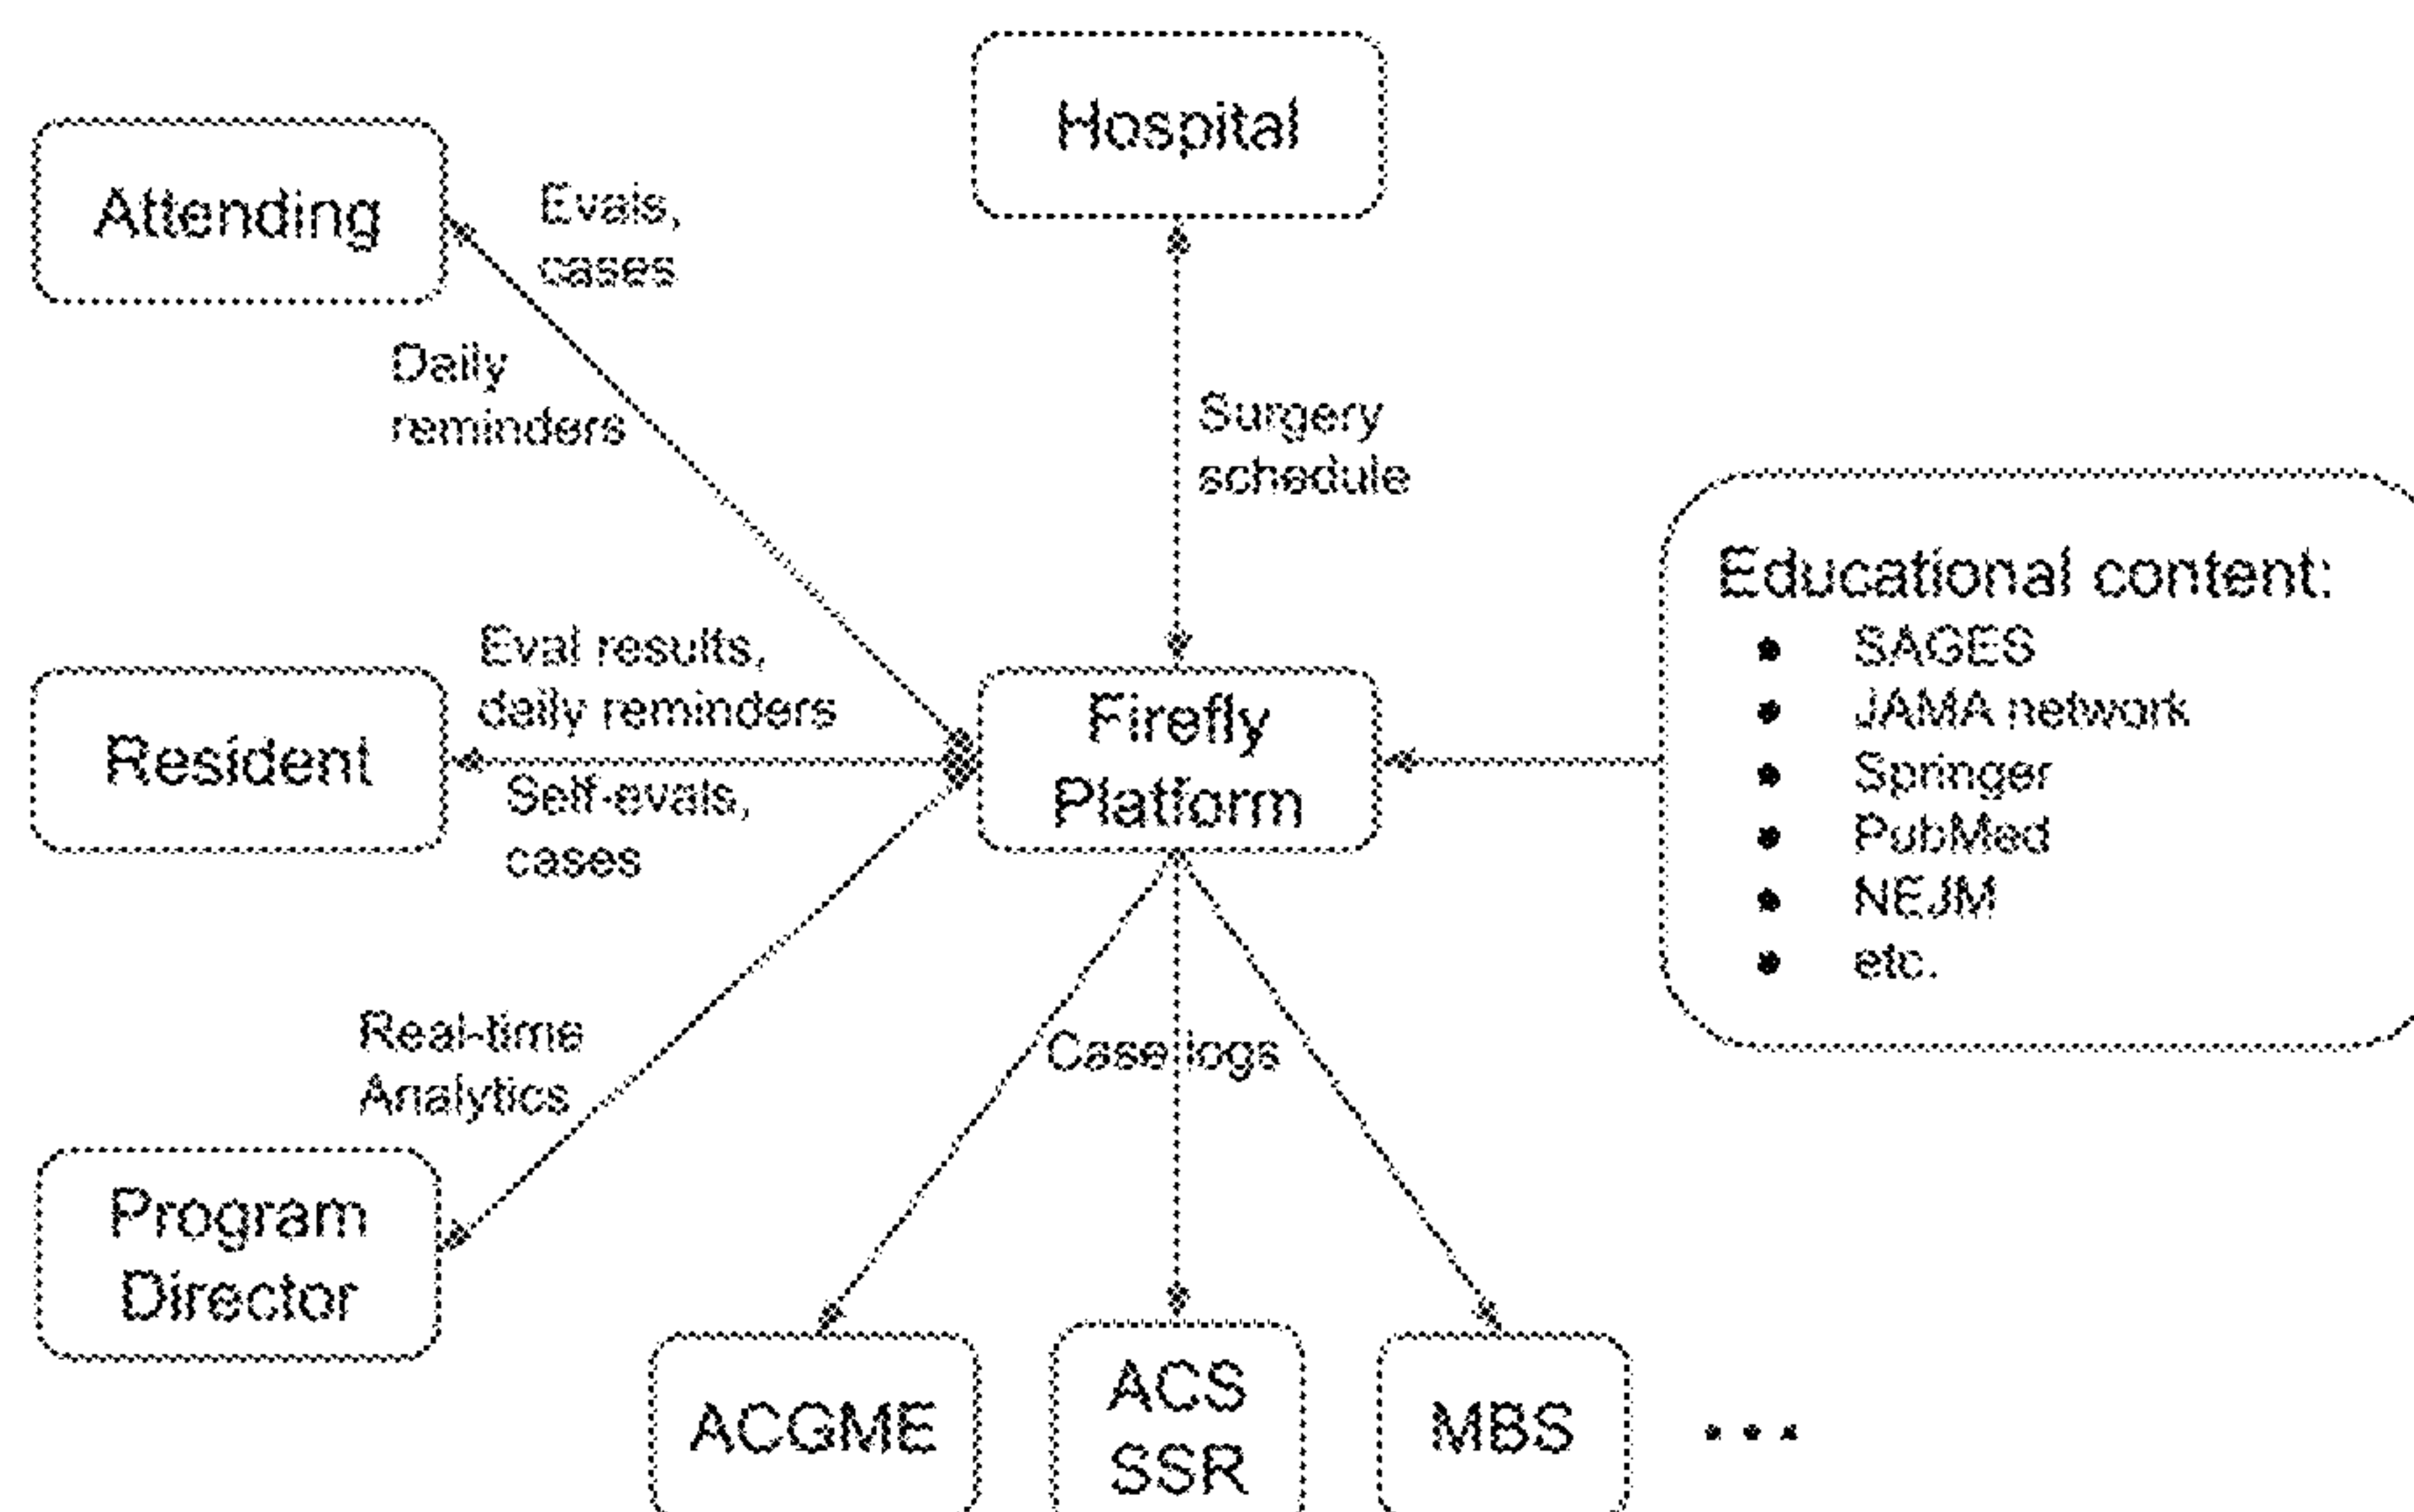 Hospital
Attending
Evals,
cases
Daily
reminders
Surgery
schedule
Educational content:
SAGES
JAMA network
Springer
PubMed
NEJM
etc.
Eval results,
daily reminders
Resident
Firefly
Platform
Self-evals,
cases
Real-time
Analytics
Case logs
Program
Director
ACGME
ACS
SSR
MBS
...